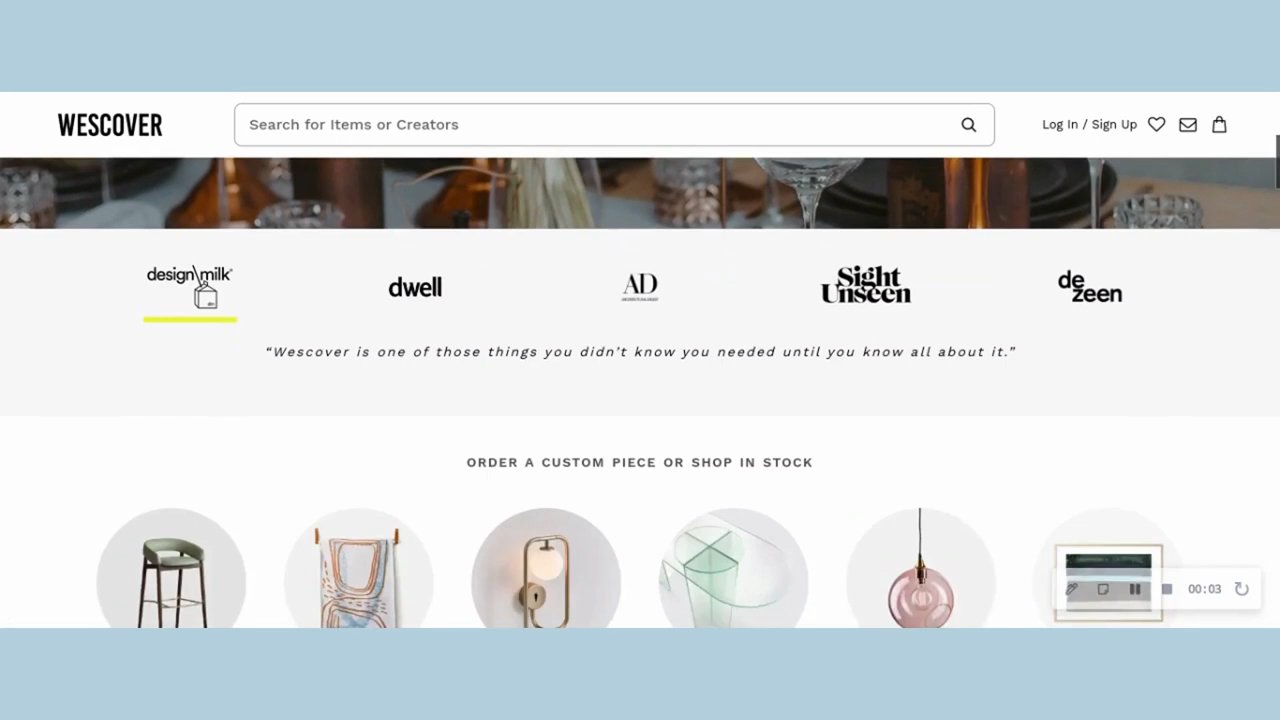 WESCOVER
Search for Items or Creators
Log In / Sign Up
design milk
dwell
AD
Sight
Unseen
de
zeen
“Wescover is one of those things you didn’t know you needed until you know all about it.”
ORDER A CUSTOM PIECE OR SHOP IN STOCK
00:03